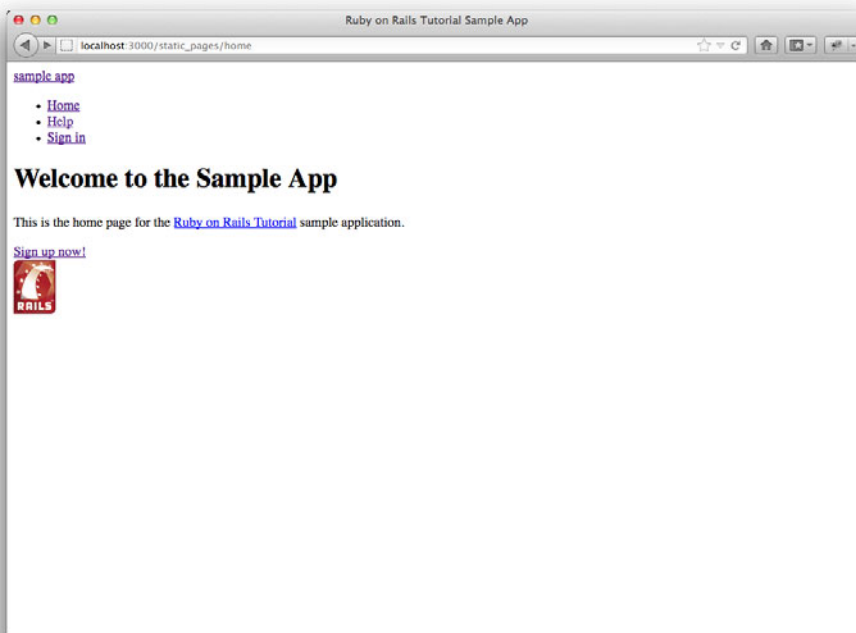 Ruby on Rails Tutorial Sample App
localhost:3000/static_pages/home
sample app
Home
Help
Sign in
Welcome to the Sample App
This is the home page for the Ruby on Rails Tutorial sample application.
Sign up now!
RAILS